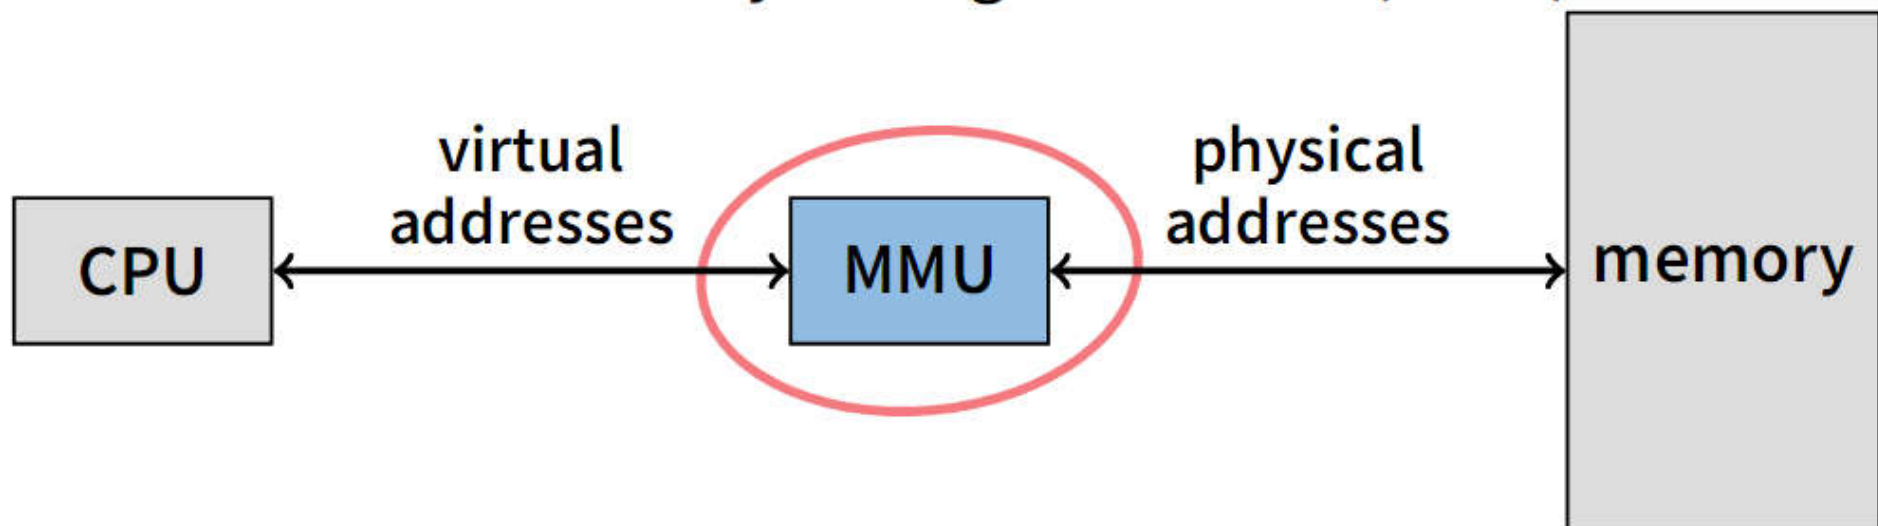 virtual
addresses
physical
addresses
CPU
MMU
memory